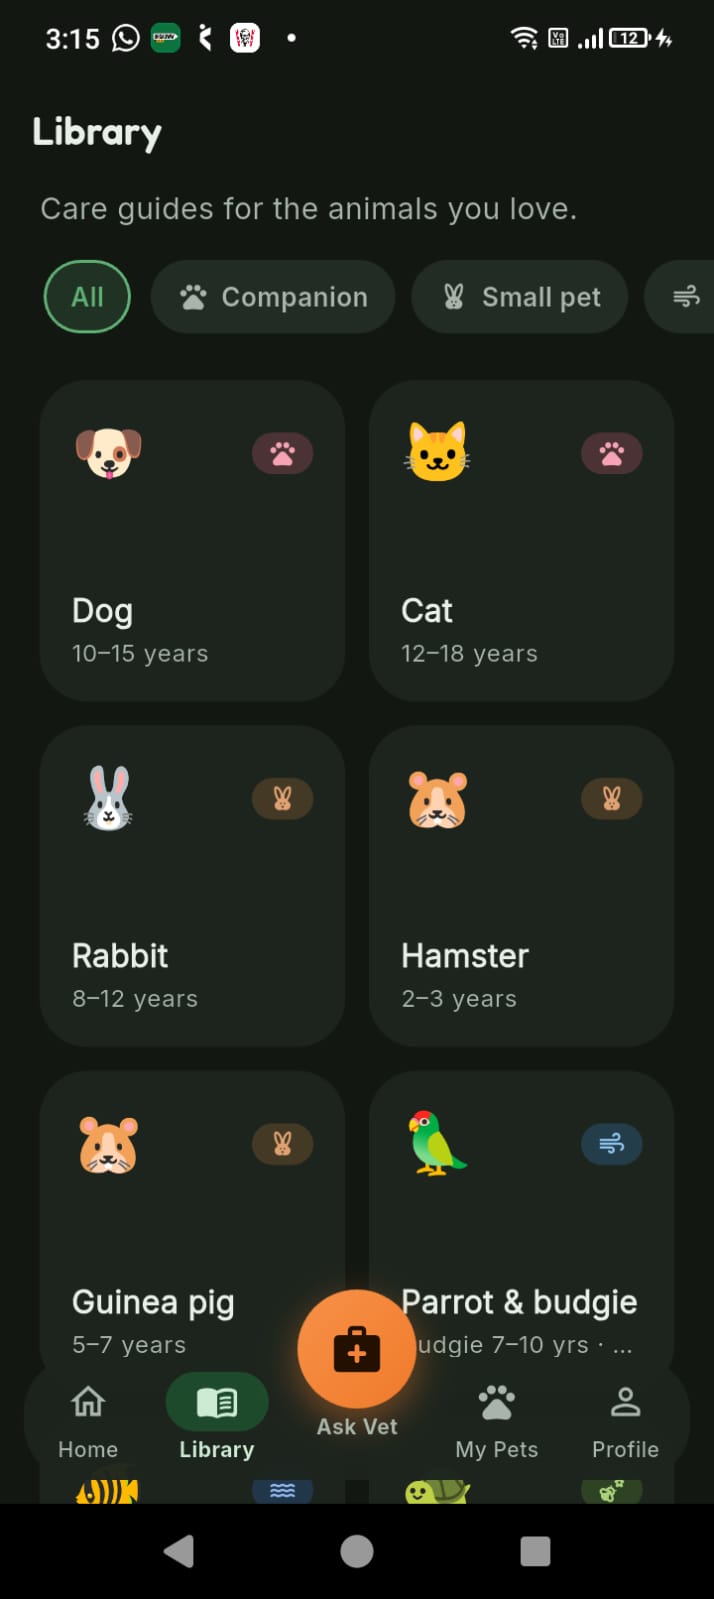 3:15
12
Library
Care guides for the animals you love.
All
Companion
Small pet
Dog
Cat
10–15 years
12–18 years
Rabbit
Hamster
8–12 years
2–3 years
Guinea pig
Parrot & budgie
5–7 years
udgie 7–10 yrs · ...
Ask Vet
Home
Library
My Pets
Profile